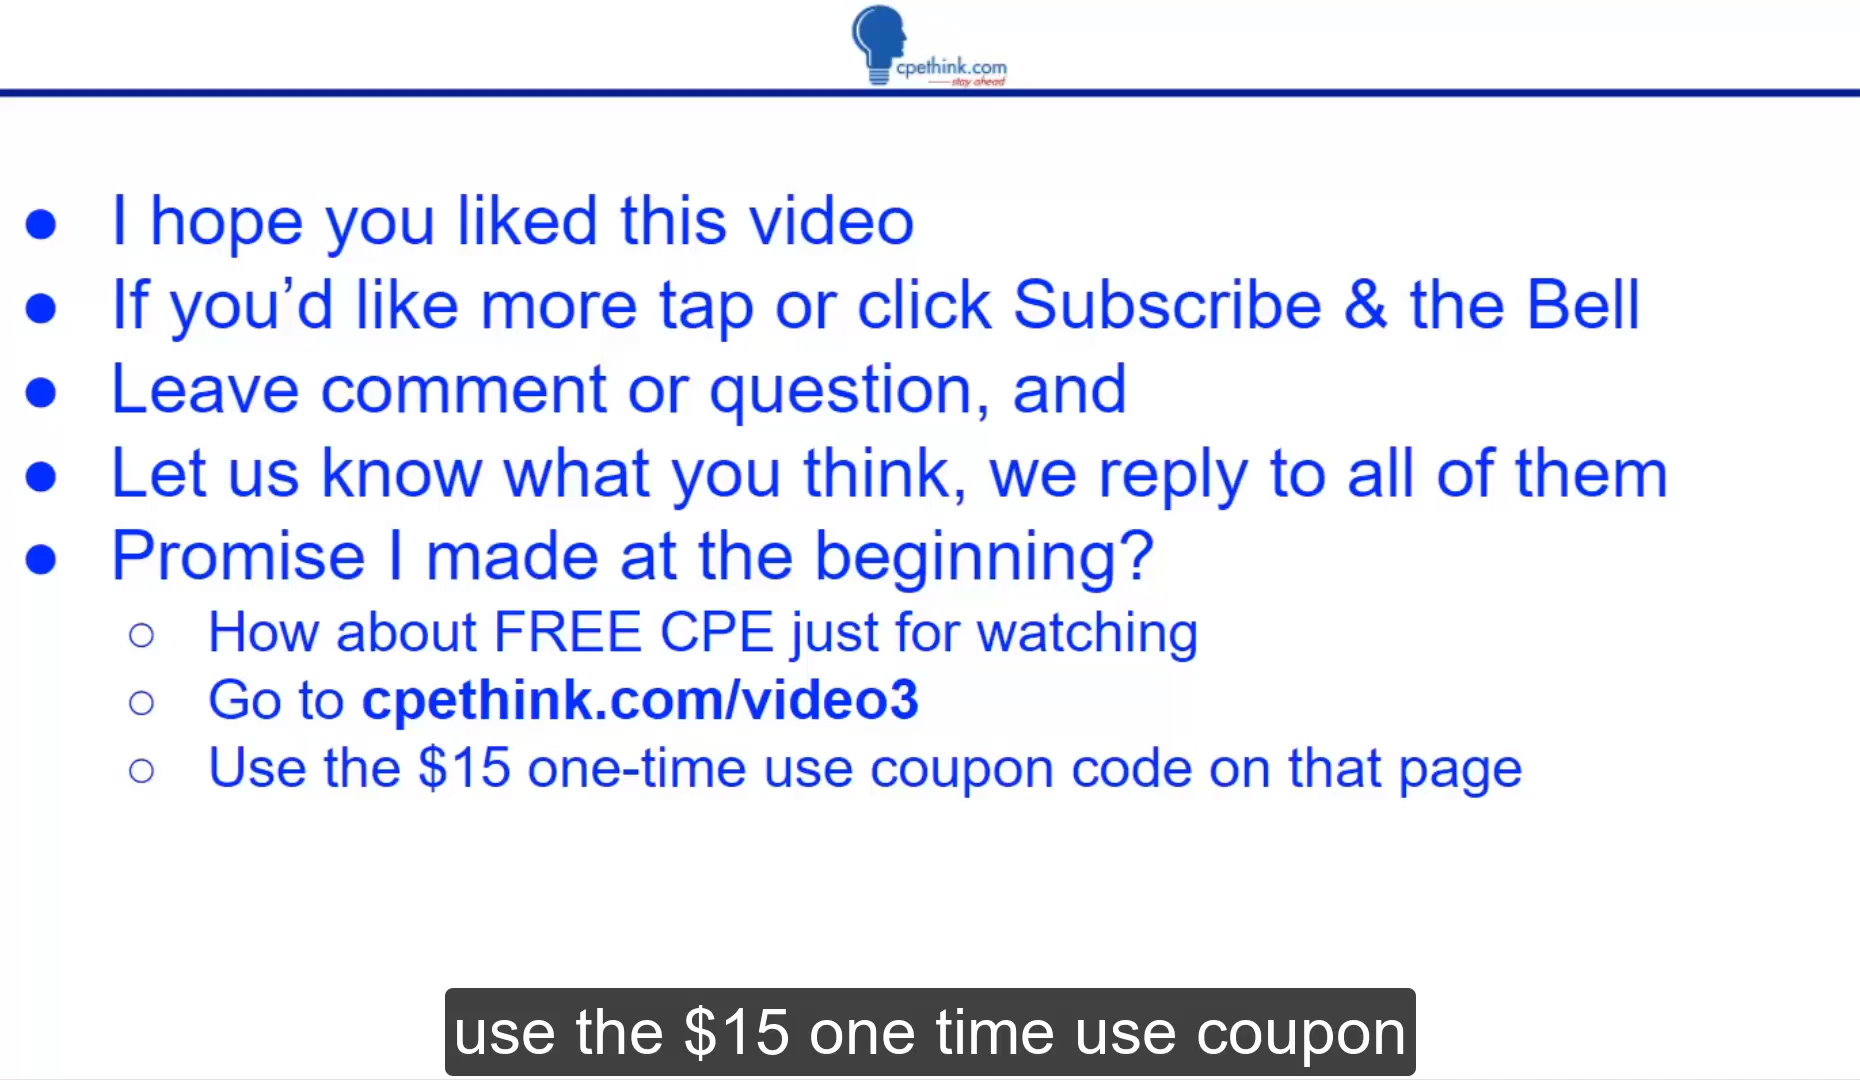 cpethink.com
stay ahead
● I hope you liked this video
● If you’d like more tap or click Subscribe & the Bell
● Leave comment or question, and
● Let us know what you think, we reply to all of them
● Promise I made at the beginning?
○ How about FREE CPE just for watching
○ Go to cpethink.com/video3
○ Use the $15 one-time use coupon code on that page
use the $15 one time use coupon